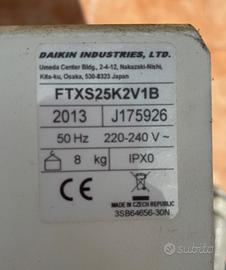 DAIKIN INDUSTRIES, LTD.
Umeda Center Bldg., 2-4-12, Nakazaki-Nishi,
Kita-ku, Osaka, 530-8323 Japan
FTXS25K2V1B
2013 J175926
50 Hz 220-240 V ~
8 kg IPX0
CE
MADE IN CZECH REPUBLIC
3SB64656-30N
subito